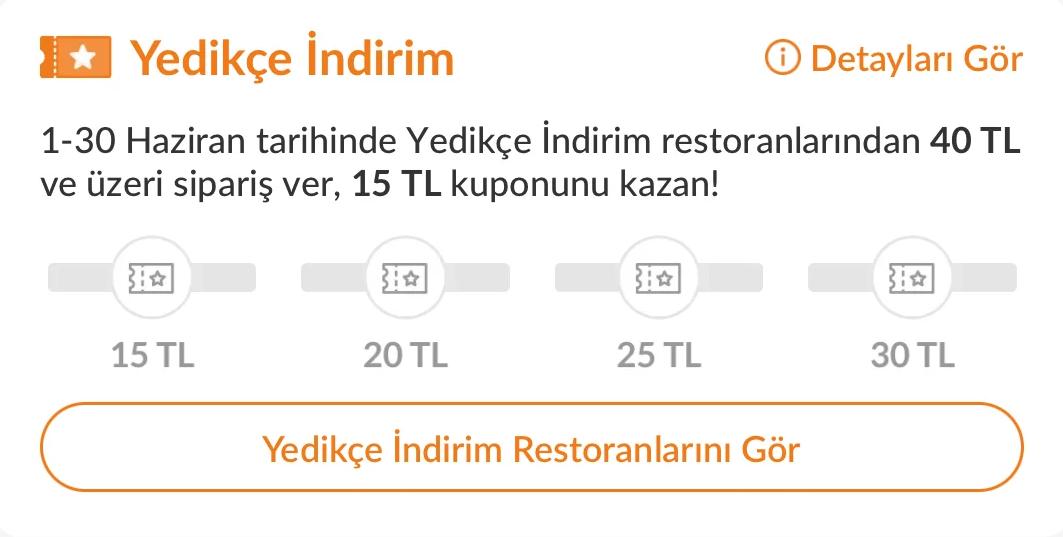 Yedikçe İndirim
Detayları Gör
1-30 Haziran tarihinde Yedikçe İndirim restoranlarından 40 TL
ve üzeri sipariş ver, 15 TL kuponunu kazan!
15 TL
20 TL
25 TL
30 TL
Yedikçe İndirim Restoranlarını Gör